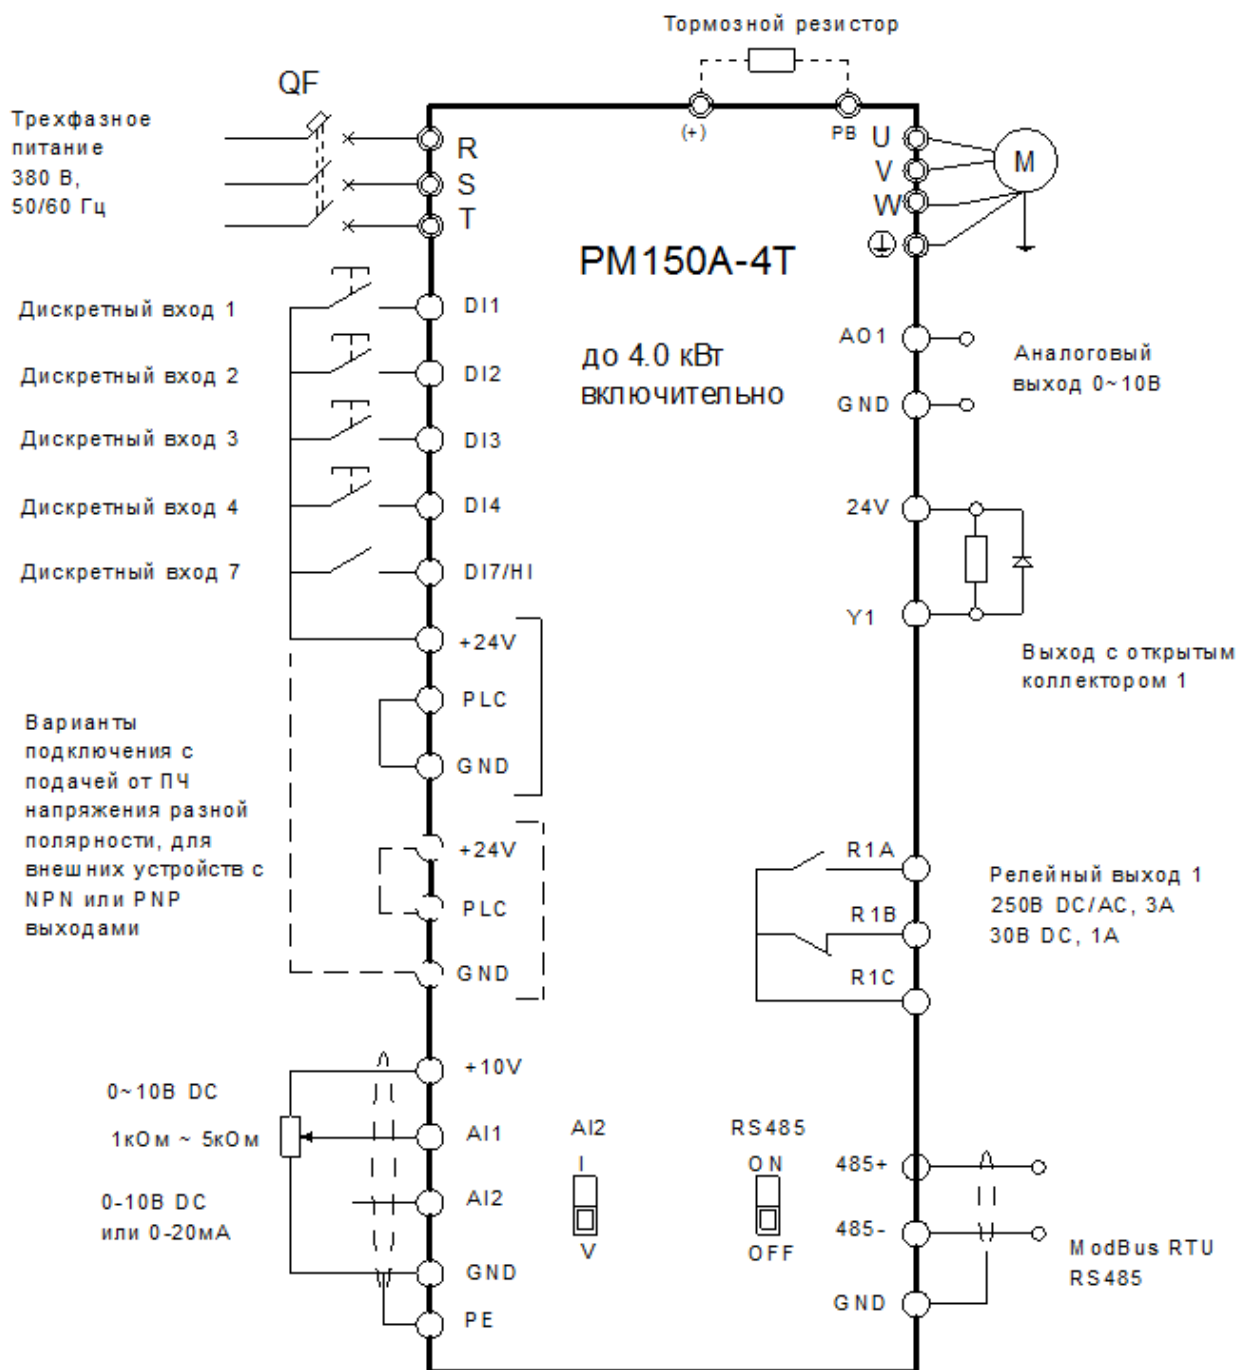 Тормозной резистор
QF
Трехфазное
питание
380 В,
50/60 Гц
R
S
T
(+)
PB
U
V
W
M
PM150A-4T
до 4.0 кВт
включительно
Дискретный вход 1
DI1
Дискретный вход 2
DI2
Дискретный вход 3
DI3
Дискретный вход 4
DI4
Дискретный вход 7
DI7/HI
+24V
PLC
GND
Варианты
подключения с
подачей от ПЧ
напряжения разной
полярности, для
внешних устройств с
NPN или PNP
выходами
+24V
PLC
GND
AO1
GND
Аналоговый
выход 0~10В
24V
Y1
Выход с открытым
коллектором 1
R1A
R1B
R1C
Релейный выход 1
250В DC/AC, 3А
30В DC, 1А
0~10В DC
1кОм ~ 5кОм
0-10В DC
или 0-20мА
+10V
AI1
AI2
GND
PE
AI2
I
V
RS485
ON
OFF
485+
485-
GND
ModBus RTU
RS485